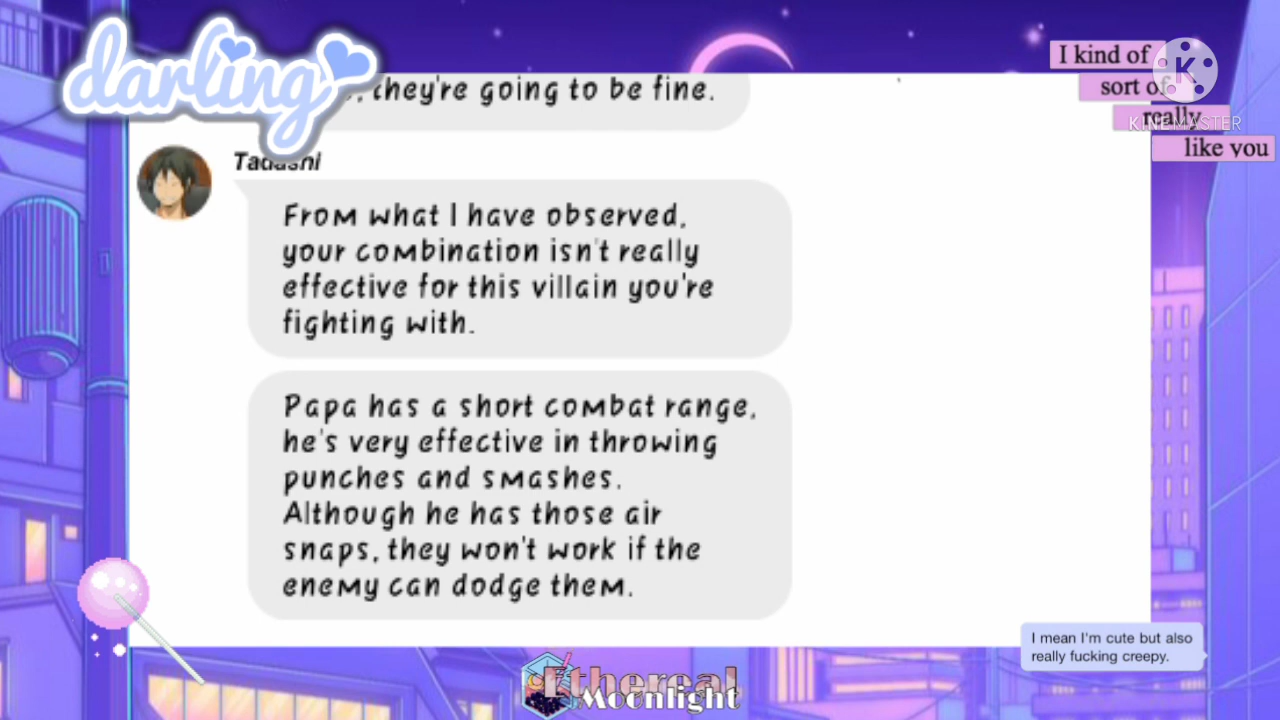 darling
they're going to be fine.
I kind of
sort of
really
like you
K
KINEMASTER
Tadashi
From what I have observed,
your combination isn't really
effective for this villain you're
fighting with.
Papa has a short combat range,
he's very effective in throwing
punches and smashes.
Although he has those air
snaps, they won't work if the
enemy can dodge them.
I mean I'm cute but also
really fucking creepy.
Ethereal
Moonlight